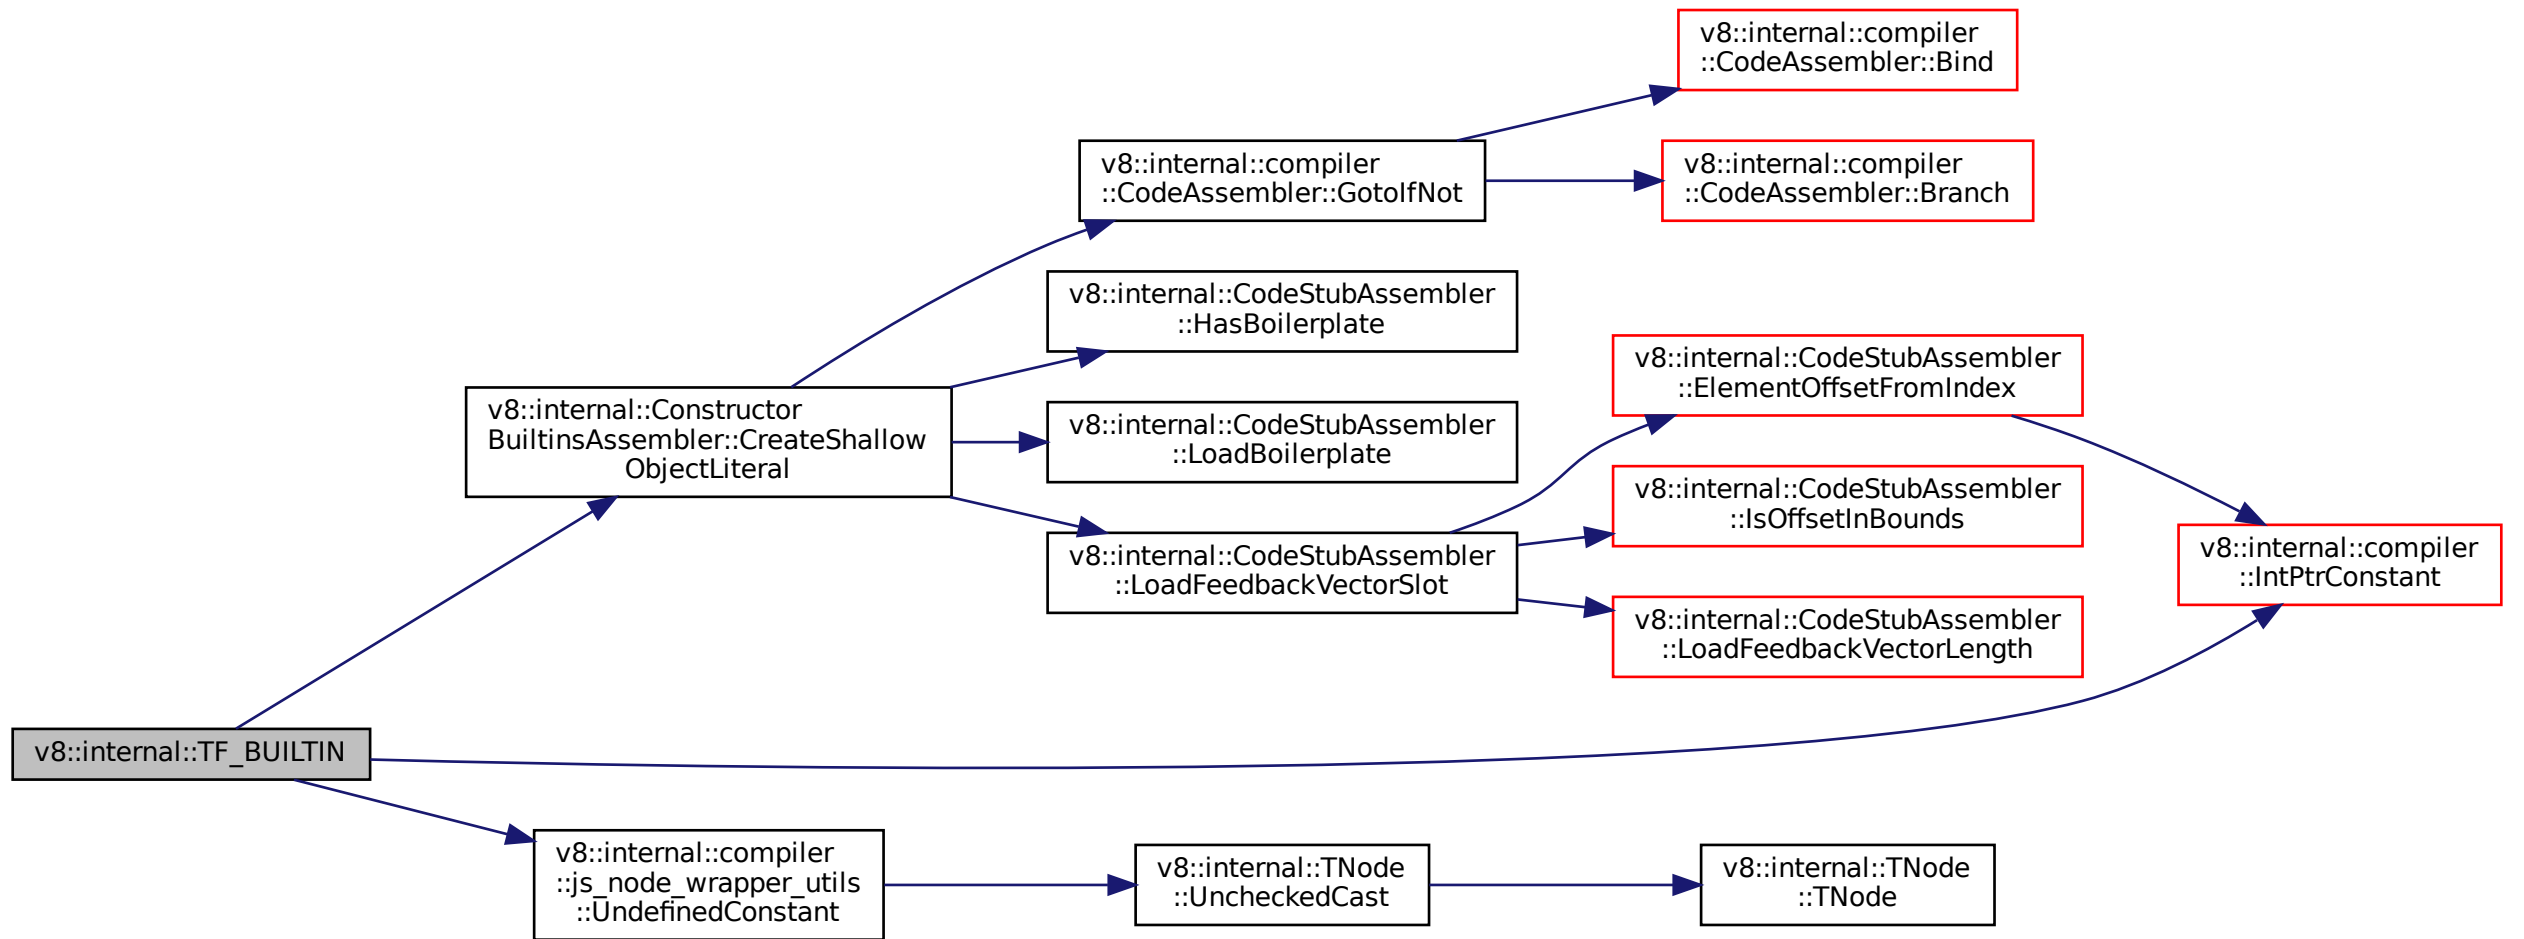 v8::internal::TF_BUILTIN
v8::internal::Constructor
BuiltinsAssembler::CreateShallow
ObjectLiteral
v8::internal::compiler
::CodeAssembler::GotoIfNot
v8::internal::compiler
::CodeAssembler::Bind
v8::internal::compiler
::CodeAssembler::Branch
v8::internal::CodeStubAssembler
::HasBoilerplate
v8::internal::CodeStubAssembler
::LoadBoilerplate
v8::internal::CodeStubAssembler
::LoadFeedbackVectorSlot
v8::internal::CodeStubAssembler
::ElementOffsetFromIndex
v8::internal::CodeStubAssembler
::IsOffsetInBounds
v8::internal::CodeStubAssembler
::LoadFeedbackVectorLength
v8::internal::compiler
::IntPtrConstant
v8::internal::compiler
::js_node_wrapper_utils
::UndefinedConstant
v8::internal::TNode
::UncheckedCast
v8::internal::TNode
::TNode